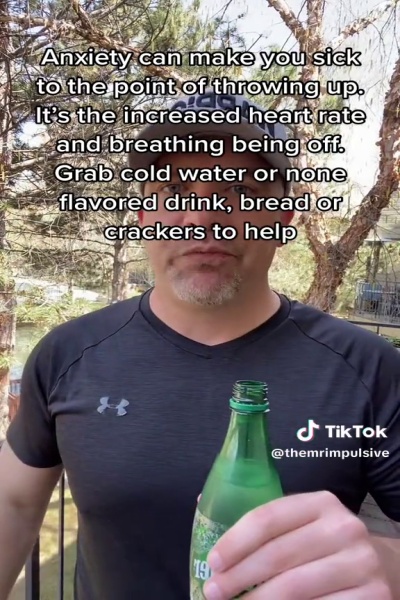 Anxiety can make you sick
to the point of throwing up.
It's the increased heart rate
and breathing being off.
Grab cold water or none
flavored drink, bread or
crackers to help
TikTok
@themrimpulsive